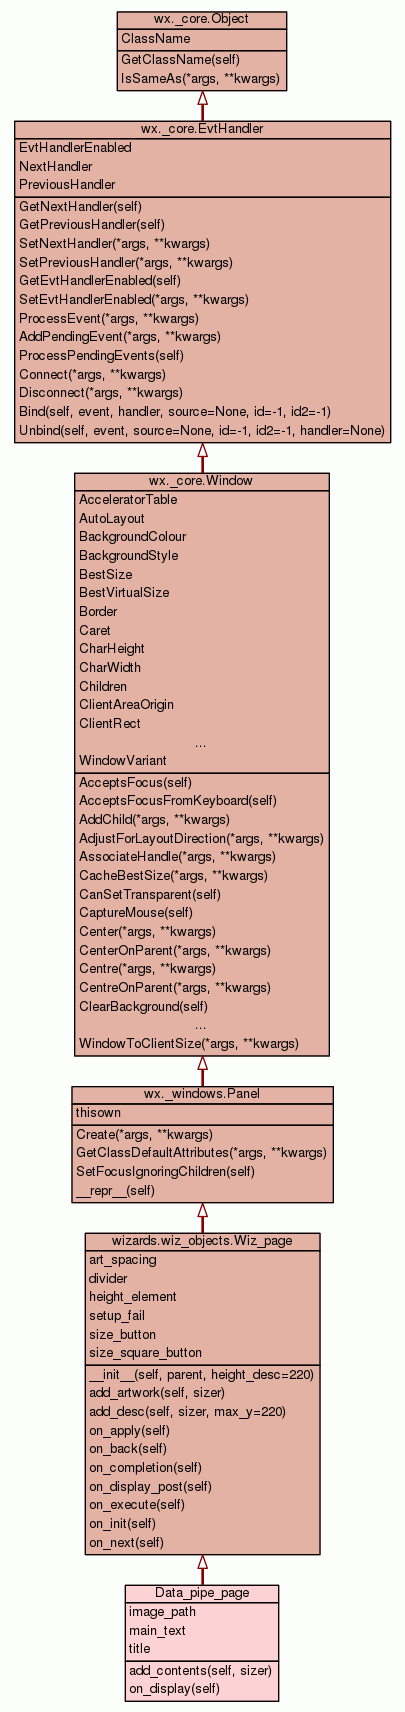 wx._core.Object
ClassName
GetClassName(self)
IsSameAs(*args, **kwargs)
wx._core.EvtHandler
EvtHandlerEnabled
NextHandler
PreviousHandler
GetNextHandler(self)
GetPreviousHandler(self)
SetNextHandler(*args, **kwargs)
SetPreviousHandler(*args, **kwargs)
GetEvtHandlerEnabled(self)
SetEvtHandlerEnabled(*args, **kwargs)
ProcessEvent(*args, **kwargs)
AddPendingEvent(*args, **kwargs)
ProcessPendingEvents(self)
Connect(*args, **kwargs)
Disconnect(*args, **kwargs)
Bind(self, event, handler, source=None, id=-1, id2=-1)
Unbind(self, event, source=None, id=-1, id2=-1, handler=None)
wx._core.Window
AcceleratorTable
AutoLayout
BackgroundColour
BackgroundStyle
BestSize
BestVirtualSize
Border
Caret
CharHeight
CharWidth
Children
ClientAreaOrigin
ClientRect
...
WindowVariant
AcceptsFocus(self)
AcceptsFocusFromKeyboard(self)
AddChild(*args, **kwargs)
AdjustForLayoutDirection(*args, **kwargs)
AssociateHandle(*args, **kwargs)
CacheBestSize(*args, **kwargs)
CanSetTransparent(self)
CaptureMouse(self)
Center(*args, **kwargs)
CenterOnParent(*args, **kwargs)
Centre(*args, **kwargs)
CentreOnParent(*args, **kwargs)
ClearBackground(self)
...
WindowToClientSize(*args, **kwargs)
wx._windows.Panel
thisown
Create(*args, **kwargs)
GetClassDefaultAttributes(*args, **kwargs)
SetFocusIgnoringChildren(self)
__repr__(self)
wizards.wiz_objects.Wiz_page
art_spacing
divider
height_element
setup_fail
size_button
size_square_button
__init__(self, parent, height_desc=220)
add_artwork(self, sizer)
add_desc(self, sizer, max_y=220)
on_apply(self)
on_back(self)
on_completion(self)
on_display_post(self)
on_execute(self)
on_init(self)
on_next(self)
Data_pipe_page
image_path
main_text
title
add_contents(self, sizer)
on_display(self)